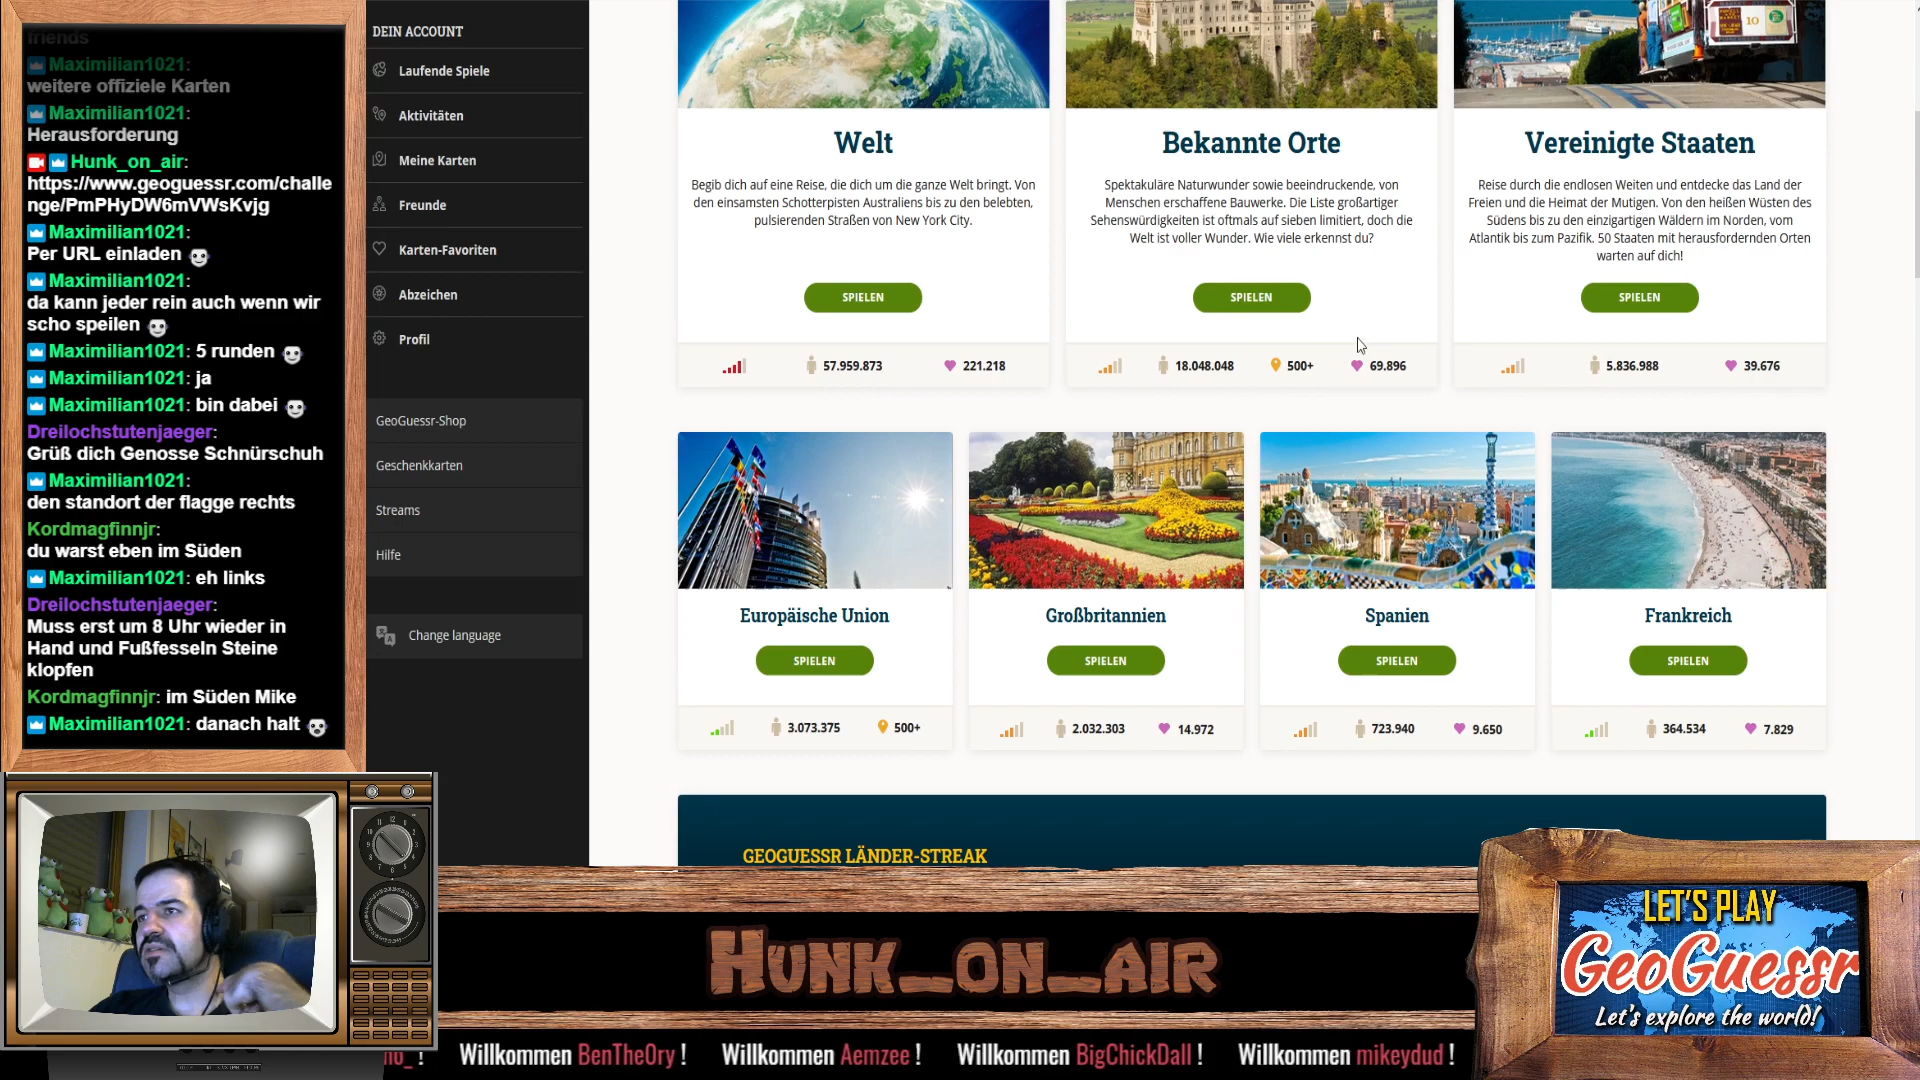 friends
Maximilian1021:
weitere offiziele Karten
Maximilian1021:
Herausforderung
Hunk_on_air:
https://www.geoguessr.com/challe
nge/PmPHyDW6mVWsKvjg
Maximilian1021:
Per URL einladen
Maximilian1021:
da kann jeder rein auch wenn wir
scho speilen
Maximilian1021: 5 runden
Maximilian1021: ja
Maximilian1021: bin dabei
Dreilochstutenjaeger:
Grüß dich Genosse Schnürschuh
Maximilian1021:
den standort der flagge rechts
Kordmagfinnjr:
du warst eben im Süden
Maximilian1021: eh links
Dreilochstutenjaeger:
Muss erst um 8 Uhr wieder in
Hand und Fußfesseln Steine
klopfen
Kordmagfinnjr: im Süden Mike
Maximilian1021: danach halt
DEIN ACCOUNT
Laufende Spiele
Aktivitäten
Meine Karten
Freunde
Karten-Favoriten
Abzeichen
Profil
GeoGuessr-Shop
Geschenkkarten
Streams
Hilfe
Change language
Welt
Begib dich auf eine Reise, die dich um die ganze Welt bringt. Von
den einsamsten Schotterpisten Australiens bis zu den belebten,
pulsierenden Straßen von New York City.
SPIELEN
57.959.873 221.218
Bekannte Orte
Spektakuläre Naturwunder sowie beeindruckende, von
Menschen erschaffene Bauwerke. Die Liste großartiger
Sehenswürdigkeiten ist oftmals auf sieben limitiert, doch die
Welt ist voller Wunder. Wie viele erkennst du?
SPIELEN
18.048.048 500+ 69.896
10
Vereinigte Staaten
Reise durch die endlosen Weiten und entdecke das Land der
Freien und die Heimat der Mutigen. Von den heißen Wüsten des
Südens bis zu den einzigartigen Wäldern im Norden, vom
Atlantik bis zum Pazifik. 50 Staaten mit herausfordernden Orten
warten auf dich!
SPIELEN
5.836.988 39.676
Europäische Union
SPIELEN
3.073.375 500+
Großbritannien
SPIELEN
2.032.303 14.972
Spanien
SPIELEN
723.940 9.650
Frankreich
SPIELEN
364.534 7.829
GEOGUESSR LÄNDER-STREAK
HUNK_ON_AIR
LET'S PLAY
GeoGuessr
Let's explore the world!
! Willkommen BenThe0ry ! Willkommen Aemzee ! Willkommen BigChickDall ! Willkommen mikeydud !